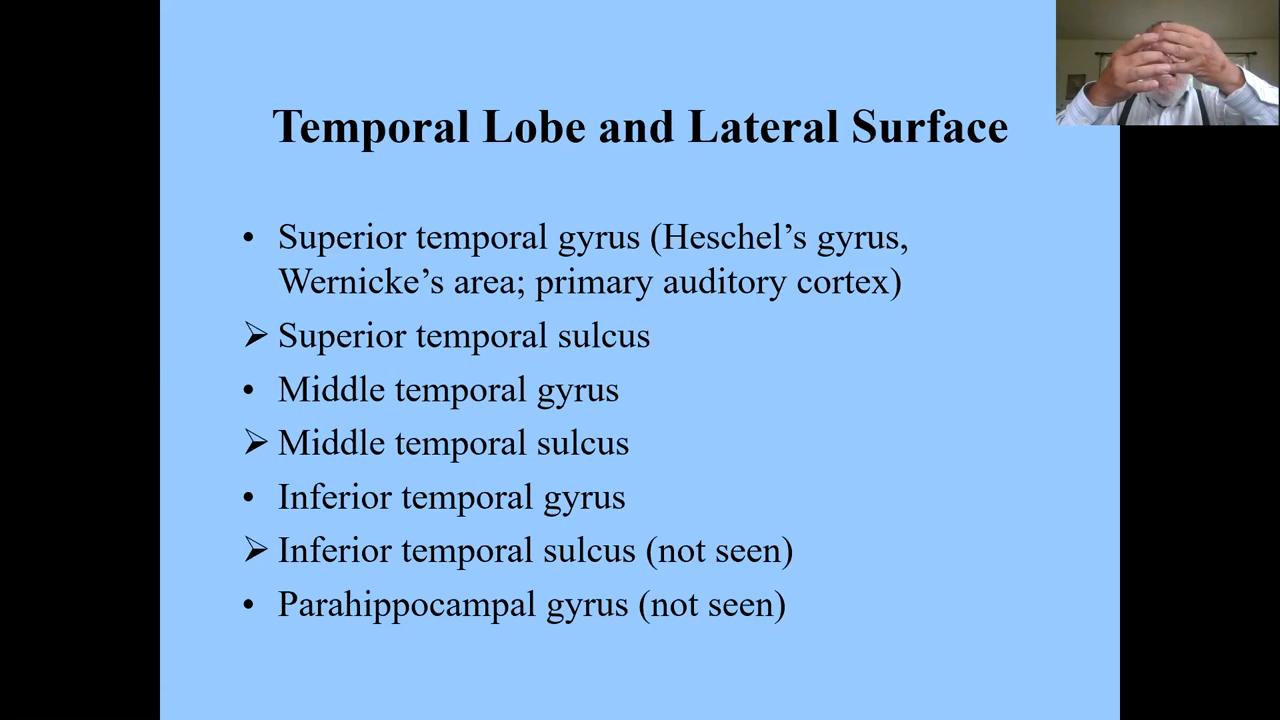 Temporal Lobe and Lateral Surface
• Superior temporal gyrus (Heschel’s gyrus,
Wernicke’s area; primary auditory cortex)
➢ Superior temporal sulcus
• Middle temporal gyrus
➢ Middle temporal sulcus
• Inferior temporal gyrus
➢ Inferior temporal sulcus (not seen)
• Parahippocampal gyrus (not seen)